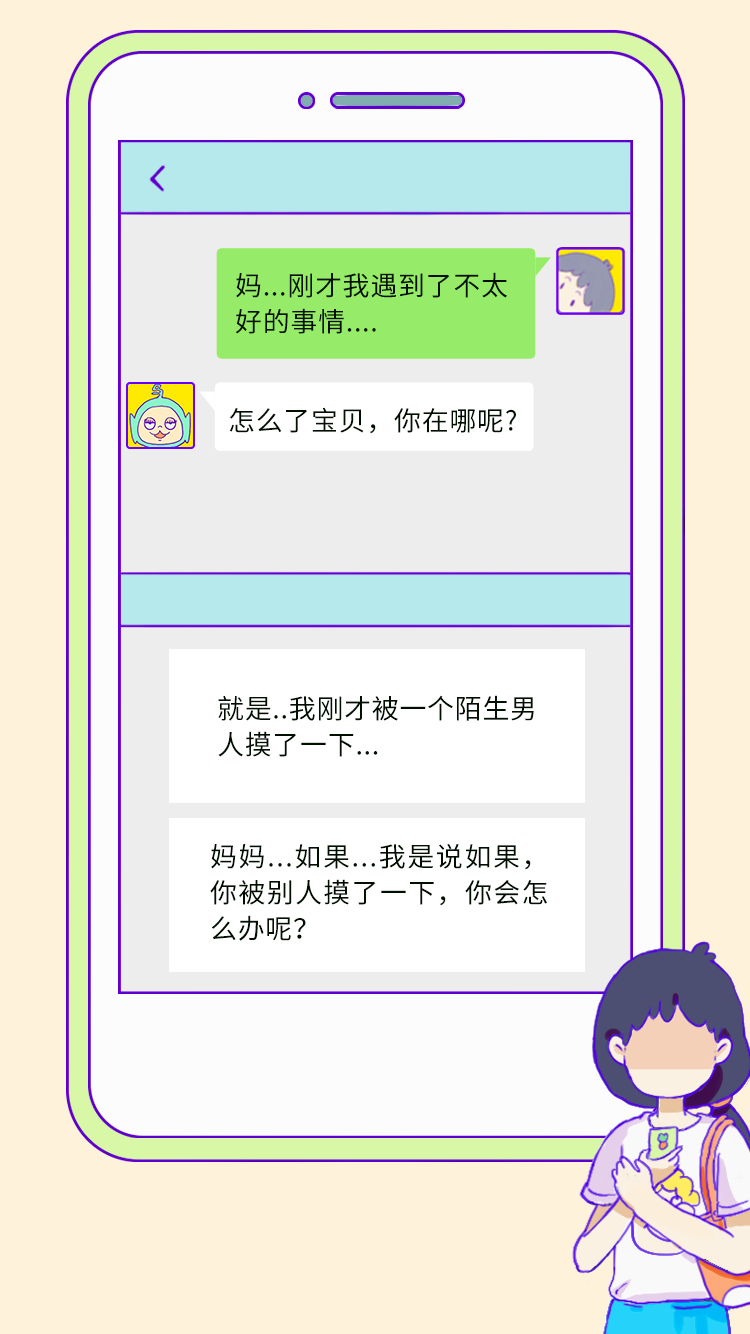 妈...刚才我遇到了不太
好的事情....
怎么了宝贝，你在哪呢?
就是..我刚才被一个陌生男
人摸了一下...
妈妈...如果...我是说如果，
你被别人摸了一下，你会怎
么办呢？